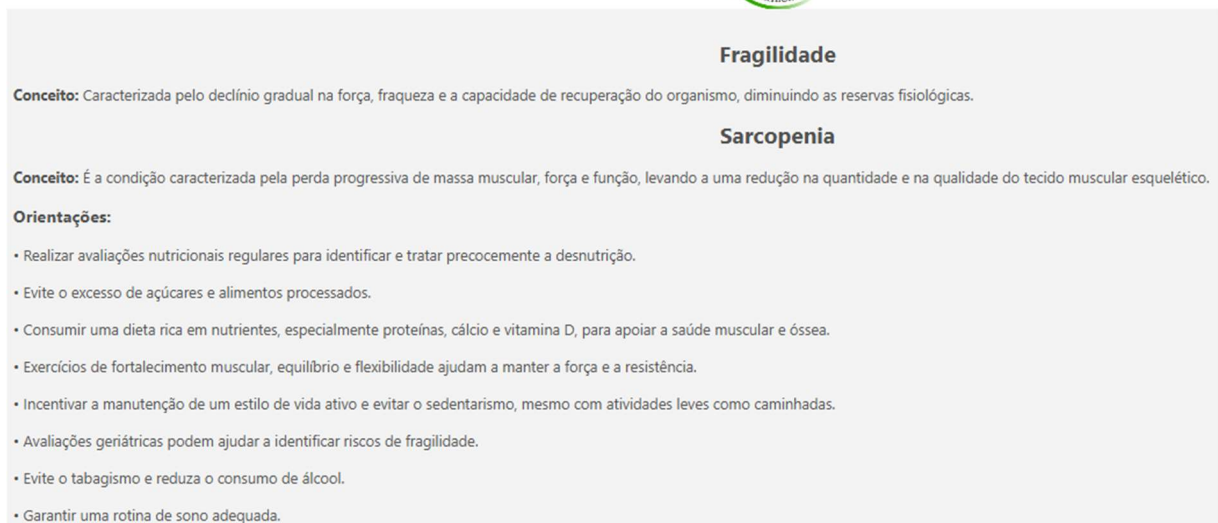 Fragilidade
Conceito: Caracterizada pelo declínio gradual na força, fraqueza e a capacidade de recuperação do organismo, diminuindo as reservas fisiológicas.
Sarcopenia
Conceito: É a condição caracterizada pela perda progressiva de massa muscular, força e função, levando a uma redução na quantidade e na qualidade do tecido muscular esquelético.
Orientações:
• Realizar avaliações nutricionais regulares para identificar e tratar precocemente a desnutrição.
• Evite o excesso de açúcares e alimentos processados.
• Consumir uma dieta rica em nutrientes, especialmente proteínas, cálcio e vitamina D, para apoiar a saúde muscular e óssea.
• Exercícios de fortalecimento muscular, equilíbrio e flexibilidade ajudam a manter a força e a resistência.
• Incentivar a manutenção de um estilo de vida ativo e evitar o sedentarismo, mesmo com atividades leves como caminhadas.
• Avaliações geriátricas podem ajudar a identificar riscos de fragilidade.
• Evite o tabagismo e reduza o consumo de álcool.
• Garantir uma rotina de sono adequada.